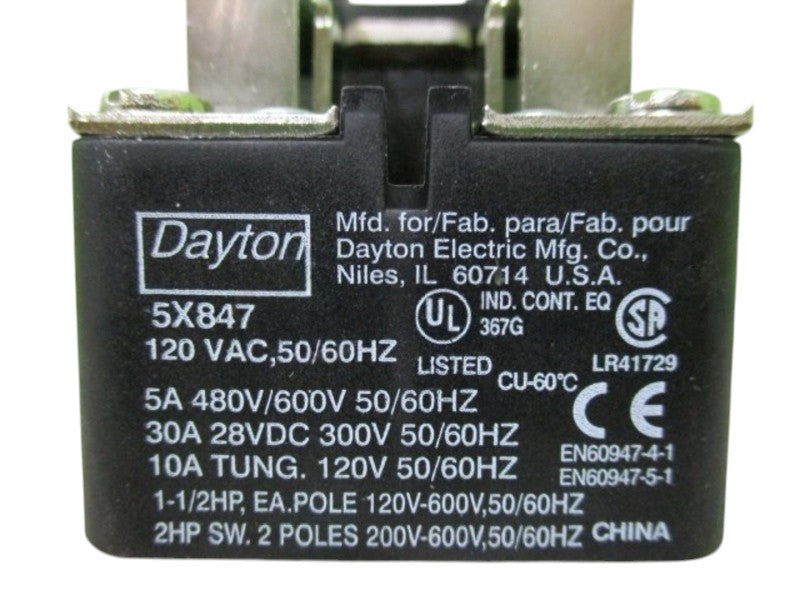 Dayton
Mfd. for/Fab. para/Fab. pour
Dayton Electric Mfg. Co.,
Niles, IL 60714 U.S.A.
5X847
120 VAC,50/60HZ
UL
LISTED
IND. CONT. EQ
367G
SA
LR41729
CU-60°C
5A 480V/600V 50/60HZ
30A 28VDC 300V 50/60HZ
10A TUNG. 120V 50/60HZ
CE
EN60947-4-1
EN60947-5-1
1-1/2HP, EA.POLE 120V-600V,50/60HZ
2HP SW. 2 POLES 200V-600V,50/60HZ
CHINA